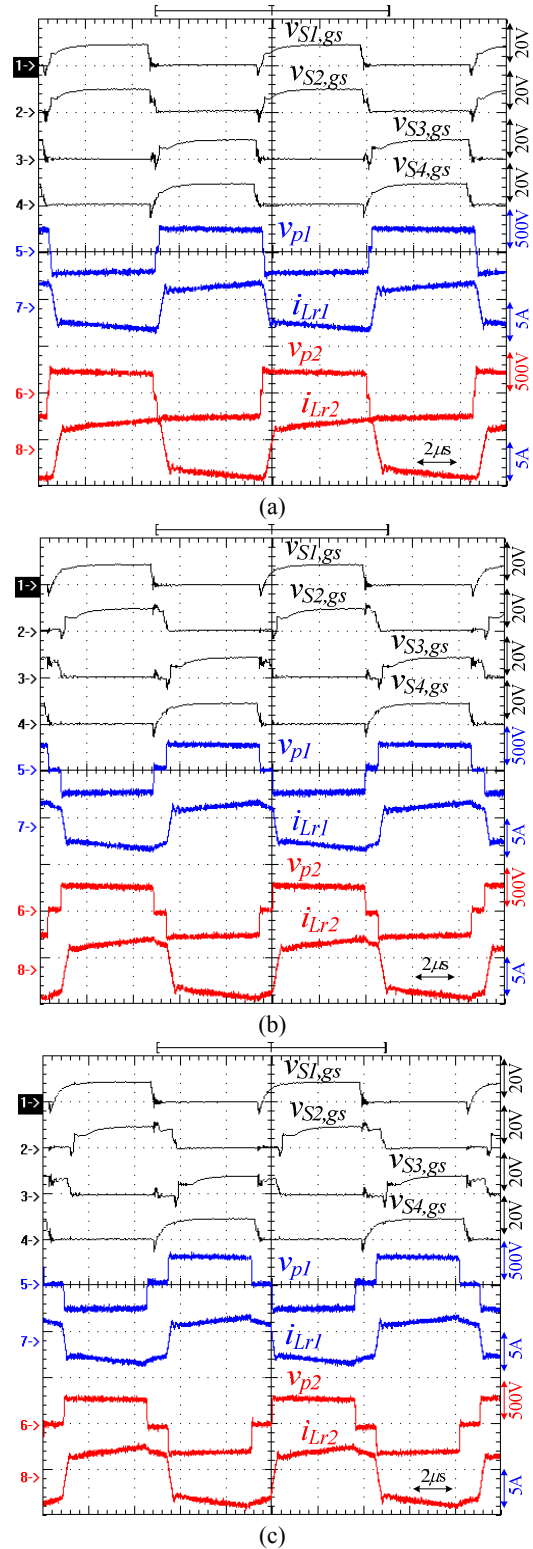 v_{S1,gs}
20V
1->
v_{S2,gs}
20V
2->
v_{S3,gs}
20V
3->
v_{S4,gs}
20V
4->
v_{p1}
500V
5->
7->
i_{Lr1}
5A
v_{p2}
500V
6->
i_{Lr2}
8->
2μs
5A
(a)
v_{S1,gs}
20V
1->
v_{S2,gs}
20V
2->
v_{S3,gs}
20V
3->
v_{S4,gs}
20V
4->
v_{p1}
500V
5->
7->
i_{Lr1}
5A
v_{p2}
500V
6->
i_{Lr2}
8->
2μs
5A
(b)
v_{S1,gs}
20V
1->
v_{S2,gs}
20V
2->
v_{S3,gs}
20V
3->
v_{S4,gs}
20V
4->
v_{p1}
500V
5->
7->
i_{Lr1}
5A
v_{p2}
500V
6->
i_{Lr2}
8->
2μs
5A
(c)